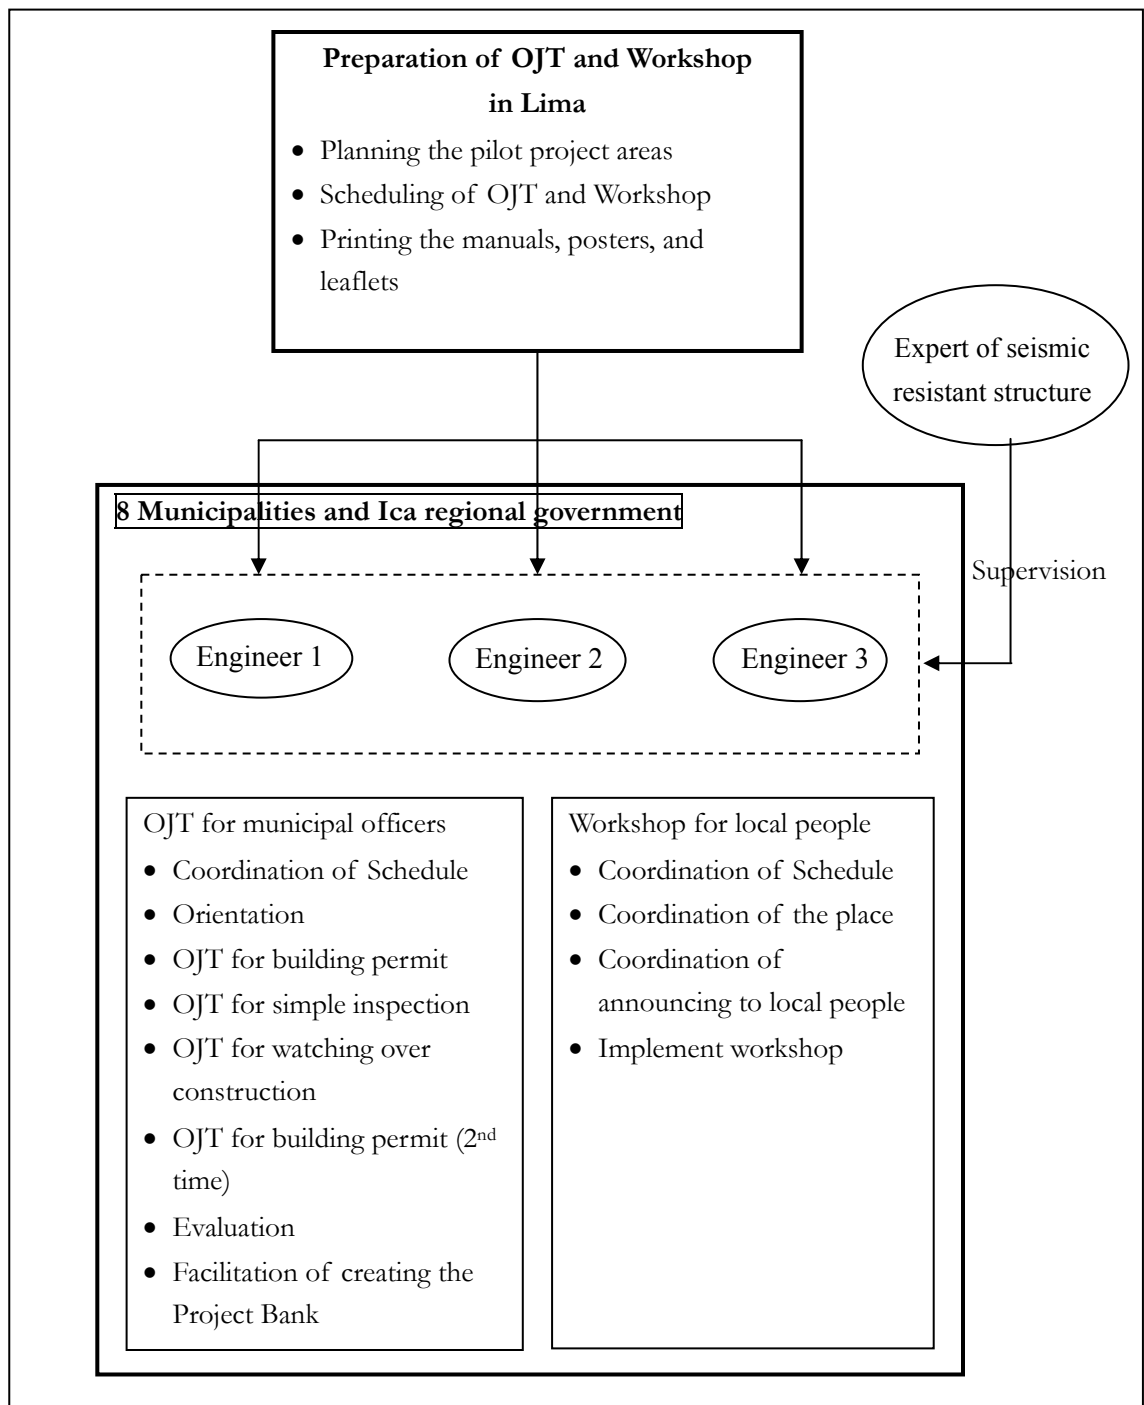 Preparation of OJT and Workshop
in Lima
• Planning the pilot project areas
• Scheduling of OJT and Workshop
• Printing the manuals, posters, and
leaflets
Expert of seismic
resistant structure
8 Municipalities and Ica regional government
Supervision
Engineer 1
Engineer 2
Engineer 3
OJT for municipal officers
• Coordination of Schedule
• Orientation
• OJT for building permit
• OJT for simple inspection
• OJT for watching over
construction
• OJT for building permit (2nd
time)
• Evaluation
• Facilitation of creating the
Project Bank
Workshop for local people
• Coordination of Schedule
• Coordination of the place
• Coordination of
announcing to local people
• Implement workshop